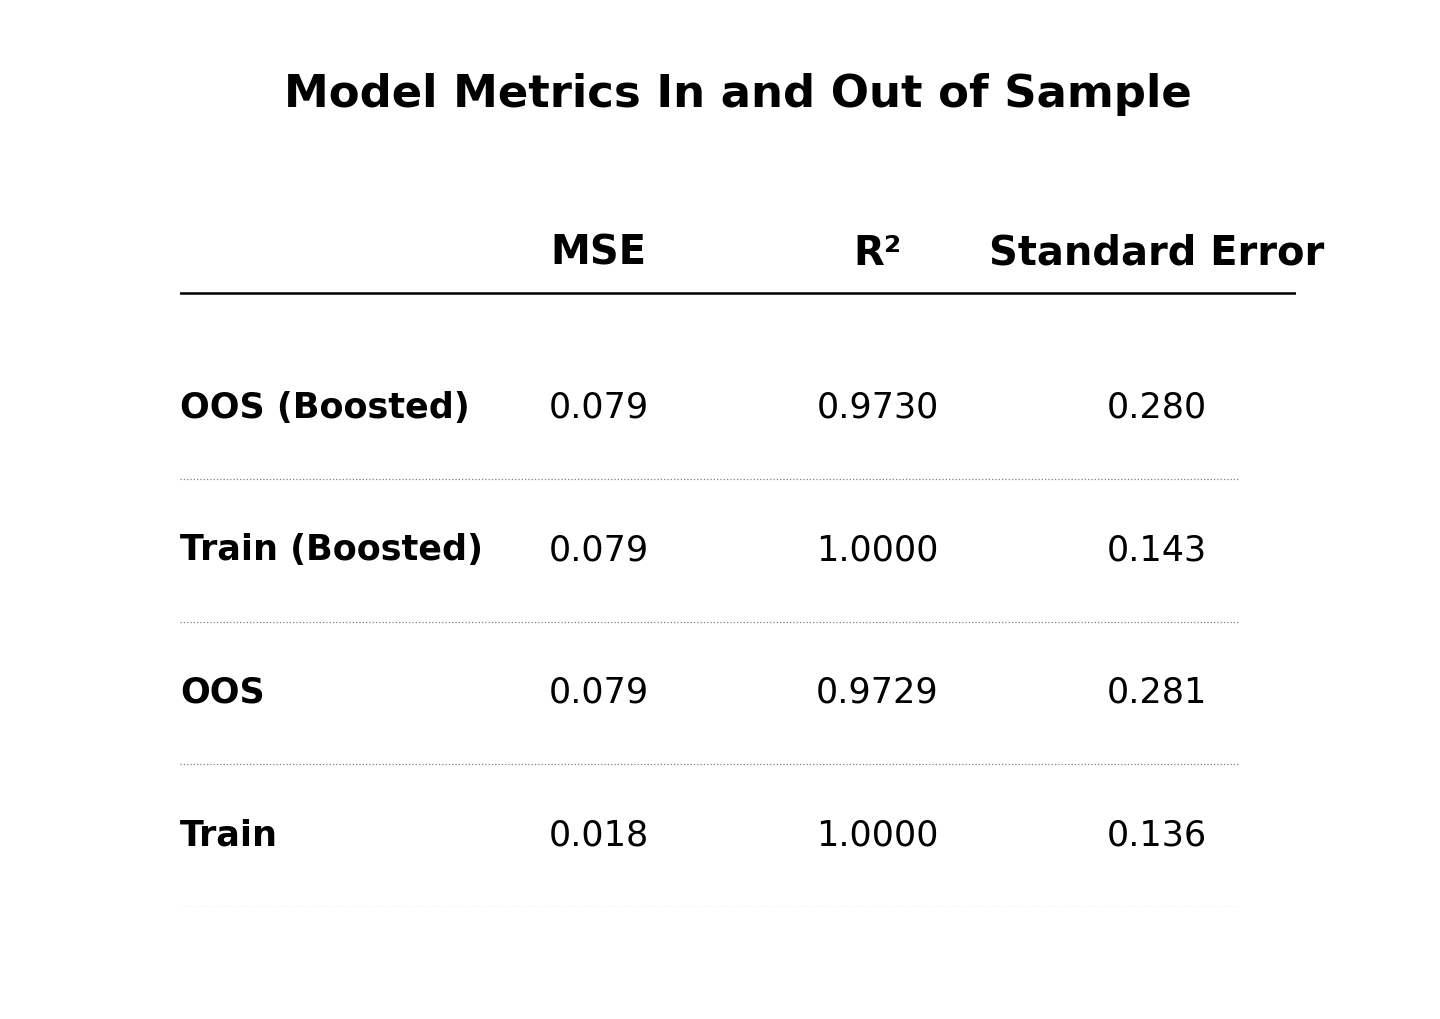 Model Metrics In and Out of Sample
MSE R² Standard Error
OOS (Boosted) 0.079 0.9730 0.280
Train (Boosted) 0.079 1.0000 0.143
OOS 0.079 0.9729 0.281
Train 0.018 1.0000 0.136